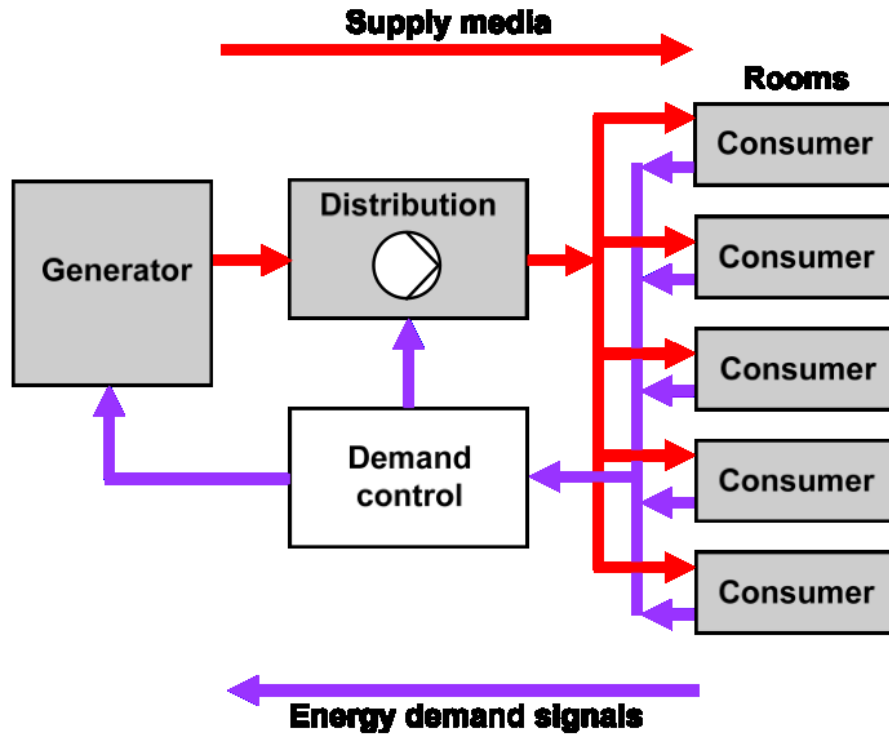 Supply media
Rooms
Consumer
Distribution
Generator
Consumer
Consumer
Demand
control
Consumer
Consumer
Energy demand signals